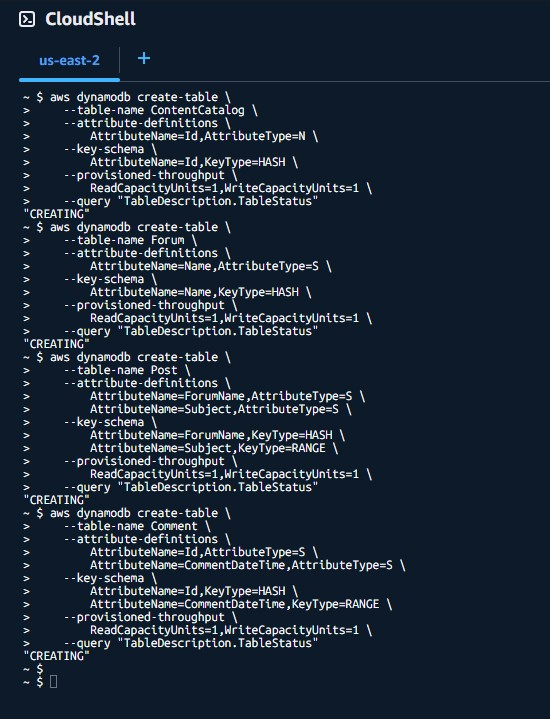 CloudShell
us-east-2 +
~ $ aws dynamodb create-table \
>     --table-name ContentCatalog \
>     --attribute-definitions \
>         AttributeName=Id,AttributeType=N \
>     --key-schema \
>         AttributeName=Id,KeyType=HASH \
>     --provisioned-throughput \
>         ReadCapacityUnits=1,WriteCapacityUnits=1 \
>     --query "TableDescription.TableStatus"
"CREATING"
~ $ aws dynamodb create-table \
>     --table-name Forum \
>     --attribute-definitions \
>         AttributeName=Name,AttributeType=S \
>     --key-schema \
>         AttributeName=Name,KeyType=HASH \
>     --provisioned-throughput \
>         ReadCapacityUnits=1,WriteCapacityUnits=1 \
>     --query "TableDescription.TableStatus"
"CREATING"
~ $ aws dynamodb create-table \
>     --table-name Post \
>     --attribute-definitions \
>         AttributeName=ForumName,AttributeType=S \
>         AttributeName=Subject,AttributeType=S \
>     --key-schema \
>         AttributeName=ForumName,KeyType=HASH \
>         AttributeName=Subject,KeyType=RANGE \
>     --provisioned-throughput \
>         ReadCapacityUnits=1,WriteCapacityUnits=1 \
>     --query "TableDescription.TableStatus"
"CREATING"
~ $ aws dynamodb create-table \
>     --table-name Comment \
>     --attribute-definitions \
>         AttributeName=Id,AttributeType=S \
>         AttributeName=CommentDateTime,AttributeType=S \
>     --key-schema \
>         AttributeName=Id,KeyType=HASH \
>         AttributeName=CommentDateTime,KeyType=RANGE \
>     --provisioned-throughput \
>         ReadCapacityUnits=1,WriteCapacityUnits=1 \
>     --query "TableDescription.TableStatus"
"CREATING"
~ $
~ $